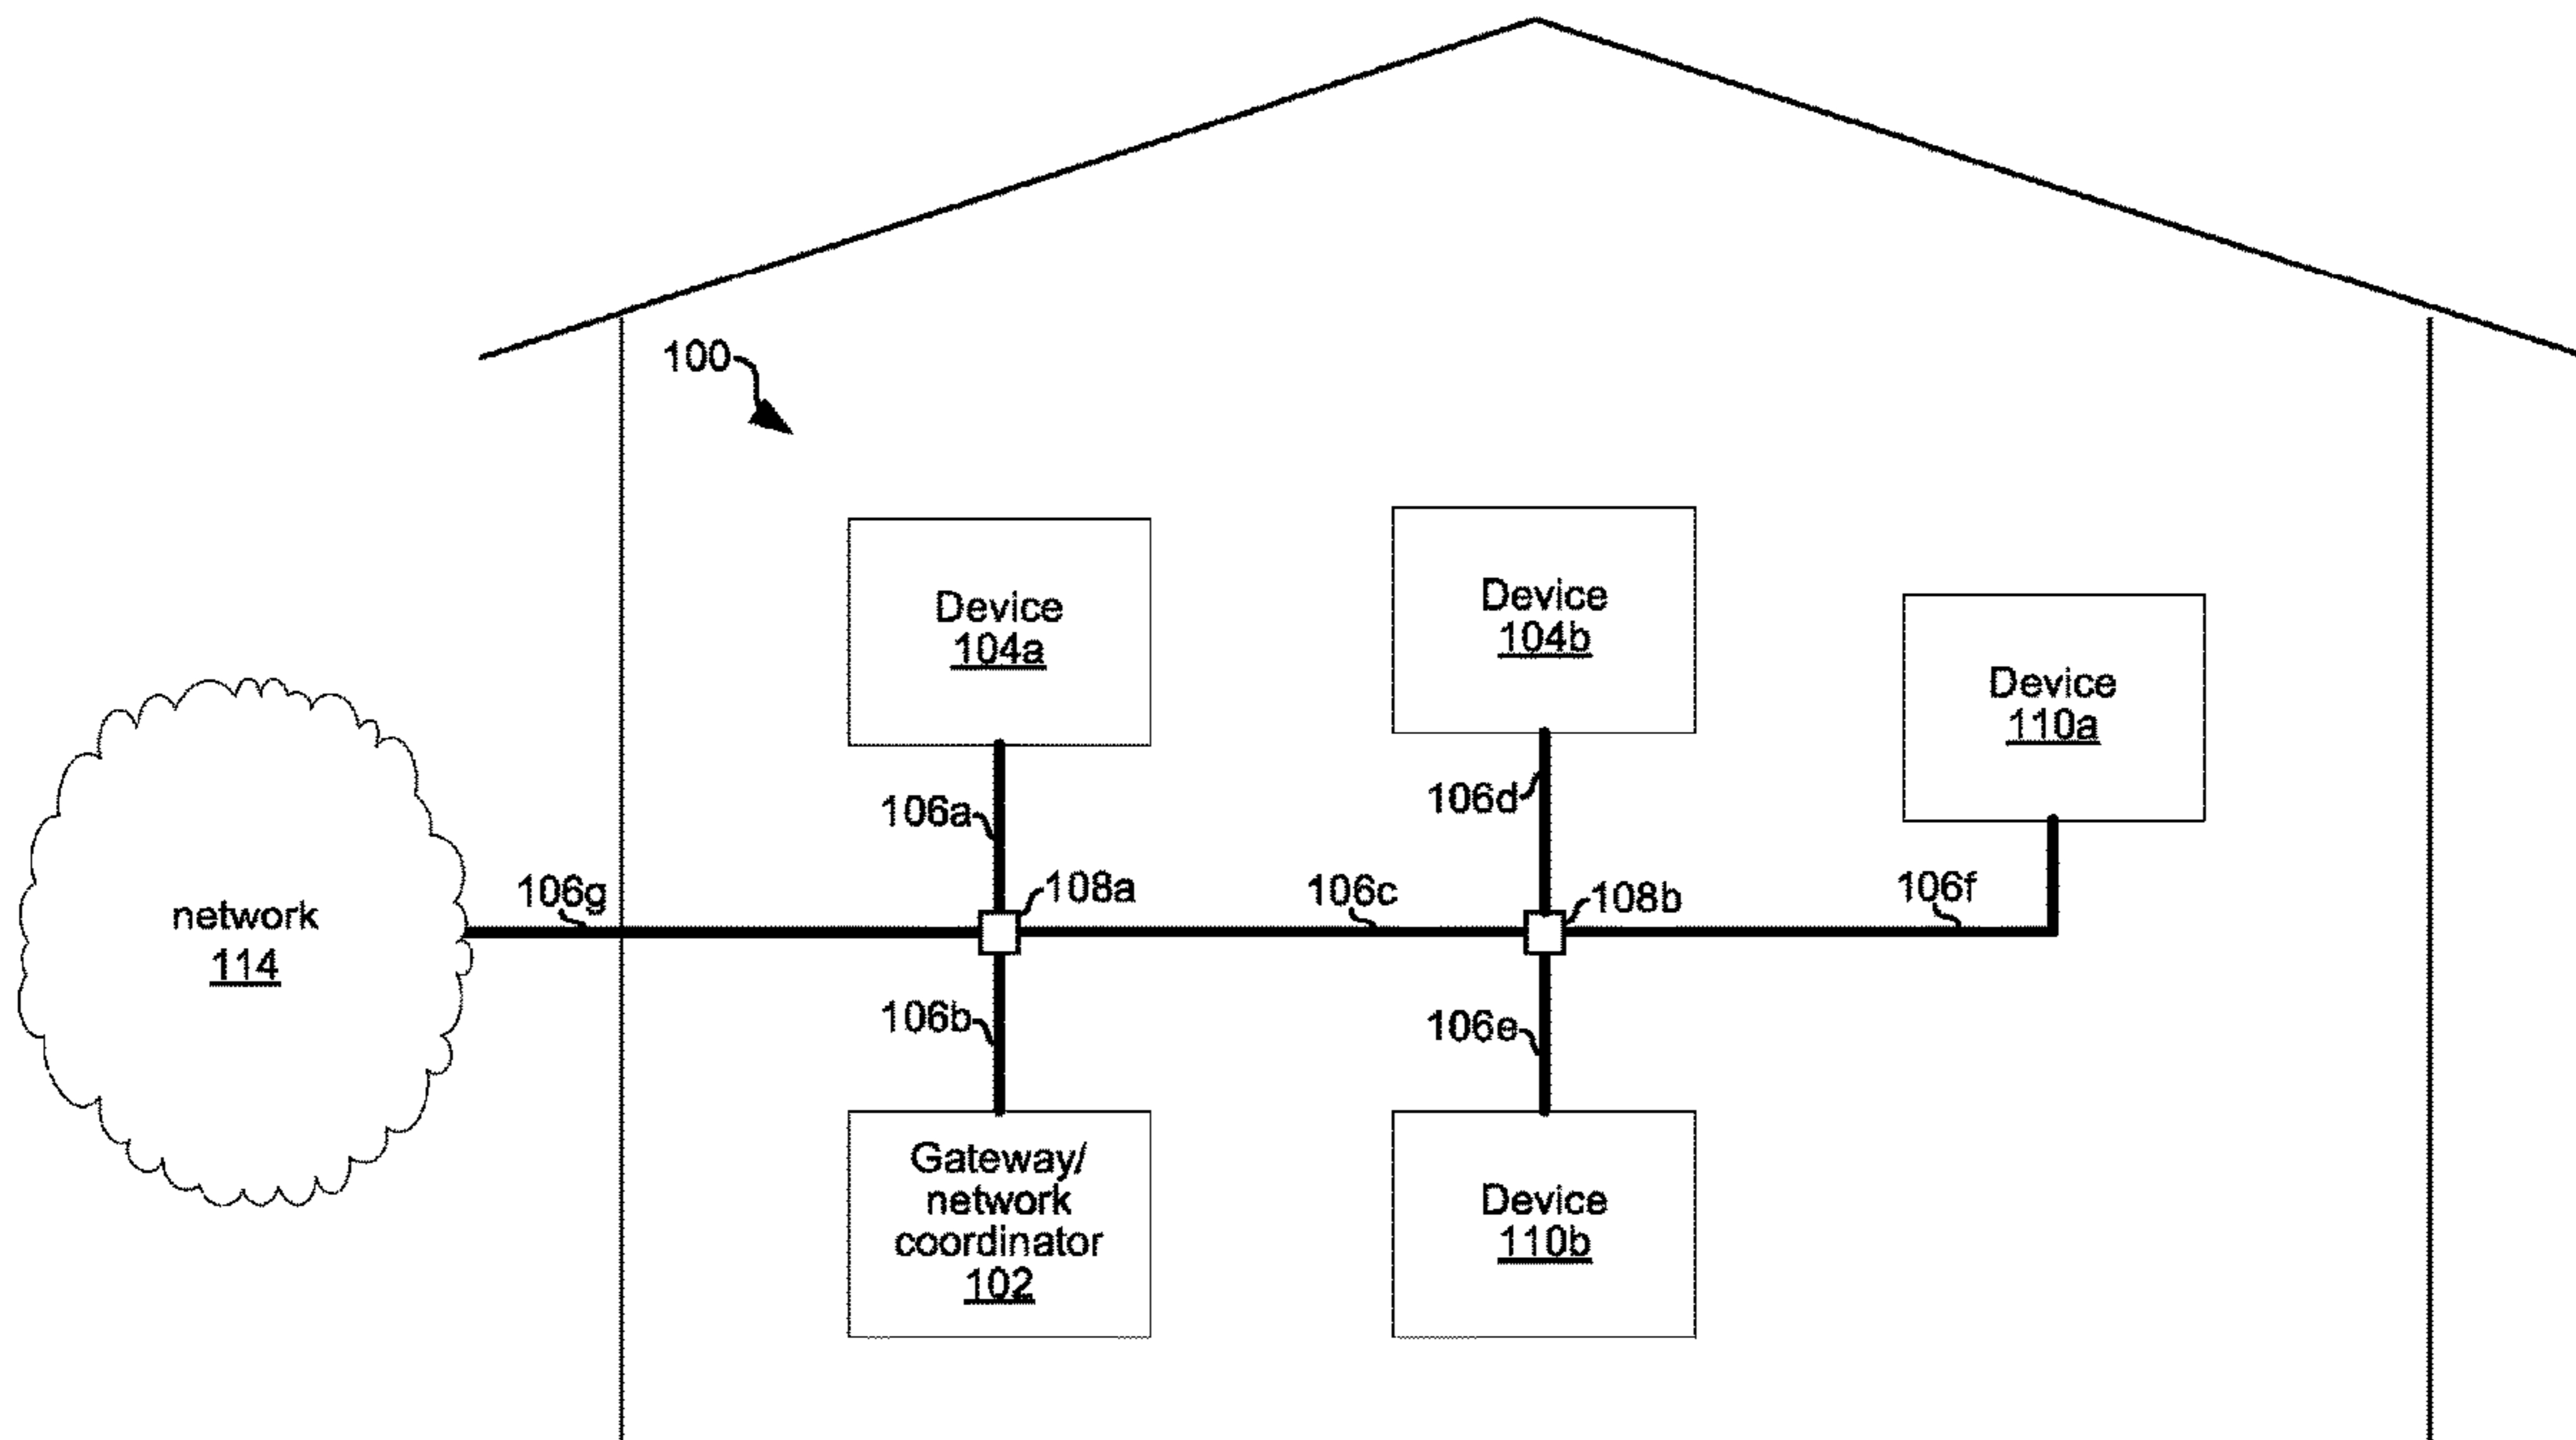 100
Device
104a
Device
104b
Device
110a
106a
106d
106g
108a
106c
108b
106f
network
114
106b
106e
Gateway/
network
coordinator
102
Device
110b